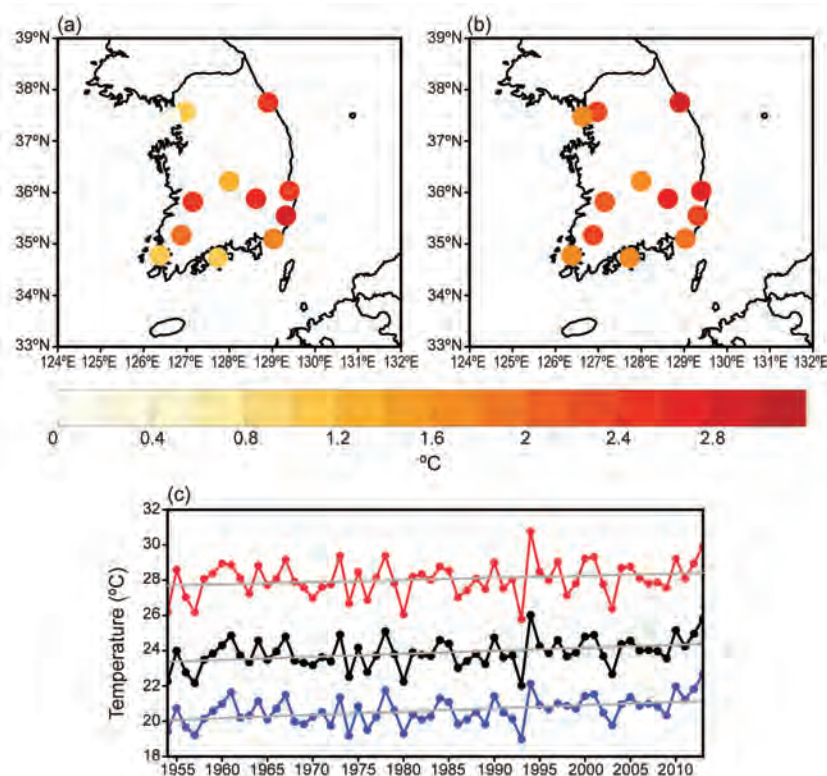 (a) (b)
39°N 39°N
38°N 38°N
37°N 37°N
36°N 36°N
35°N 35°N
34°N 34°N
33°N 33°N
124°E 125°E 126°E 127°E 128°E 129°E 130°E 131°E 132°E 124°E 125°E 126°E 127°E 128°E 129°E 130°E 131°E 132°E
0 0.4 0.8 1.2 1.6 2 2.4 2.8
°C
(c)
32
30
28
26
24
22
20
18
Temperature (°C)
1955 1960 1965 1970 1975 1980 1985 1990 1995 2000 2005 2010